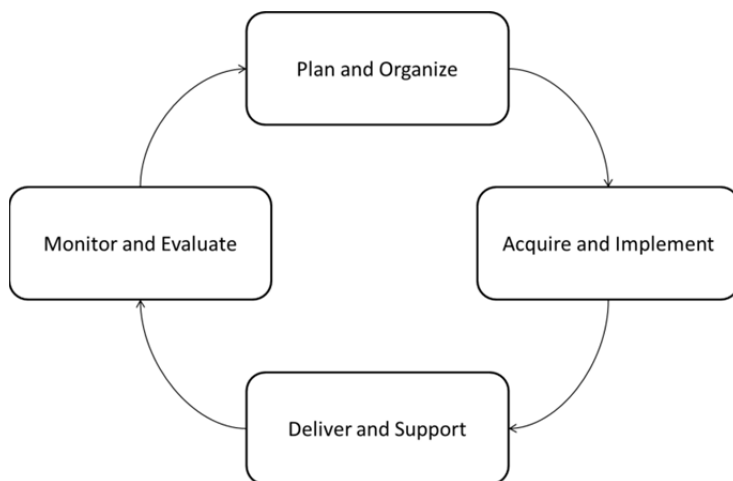 Plan and Organize
Monitor and Evaluate
Acquire and Implement
Deliver and Support